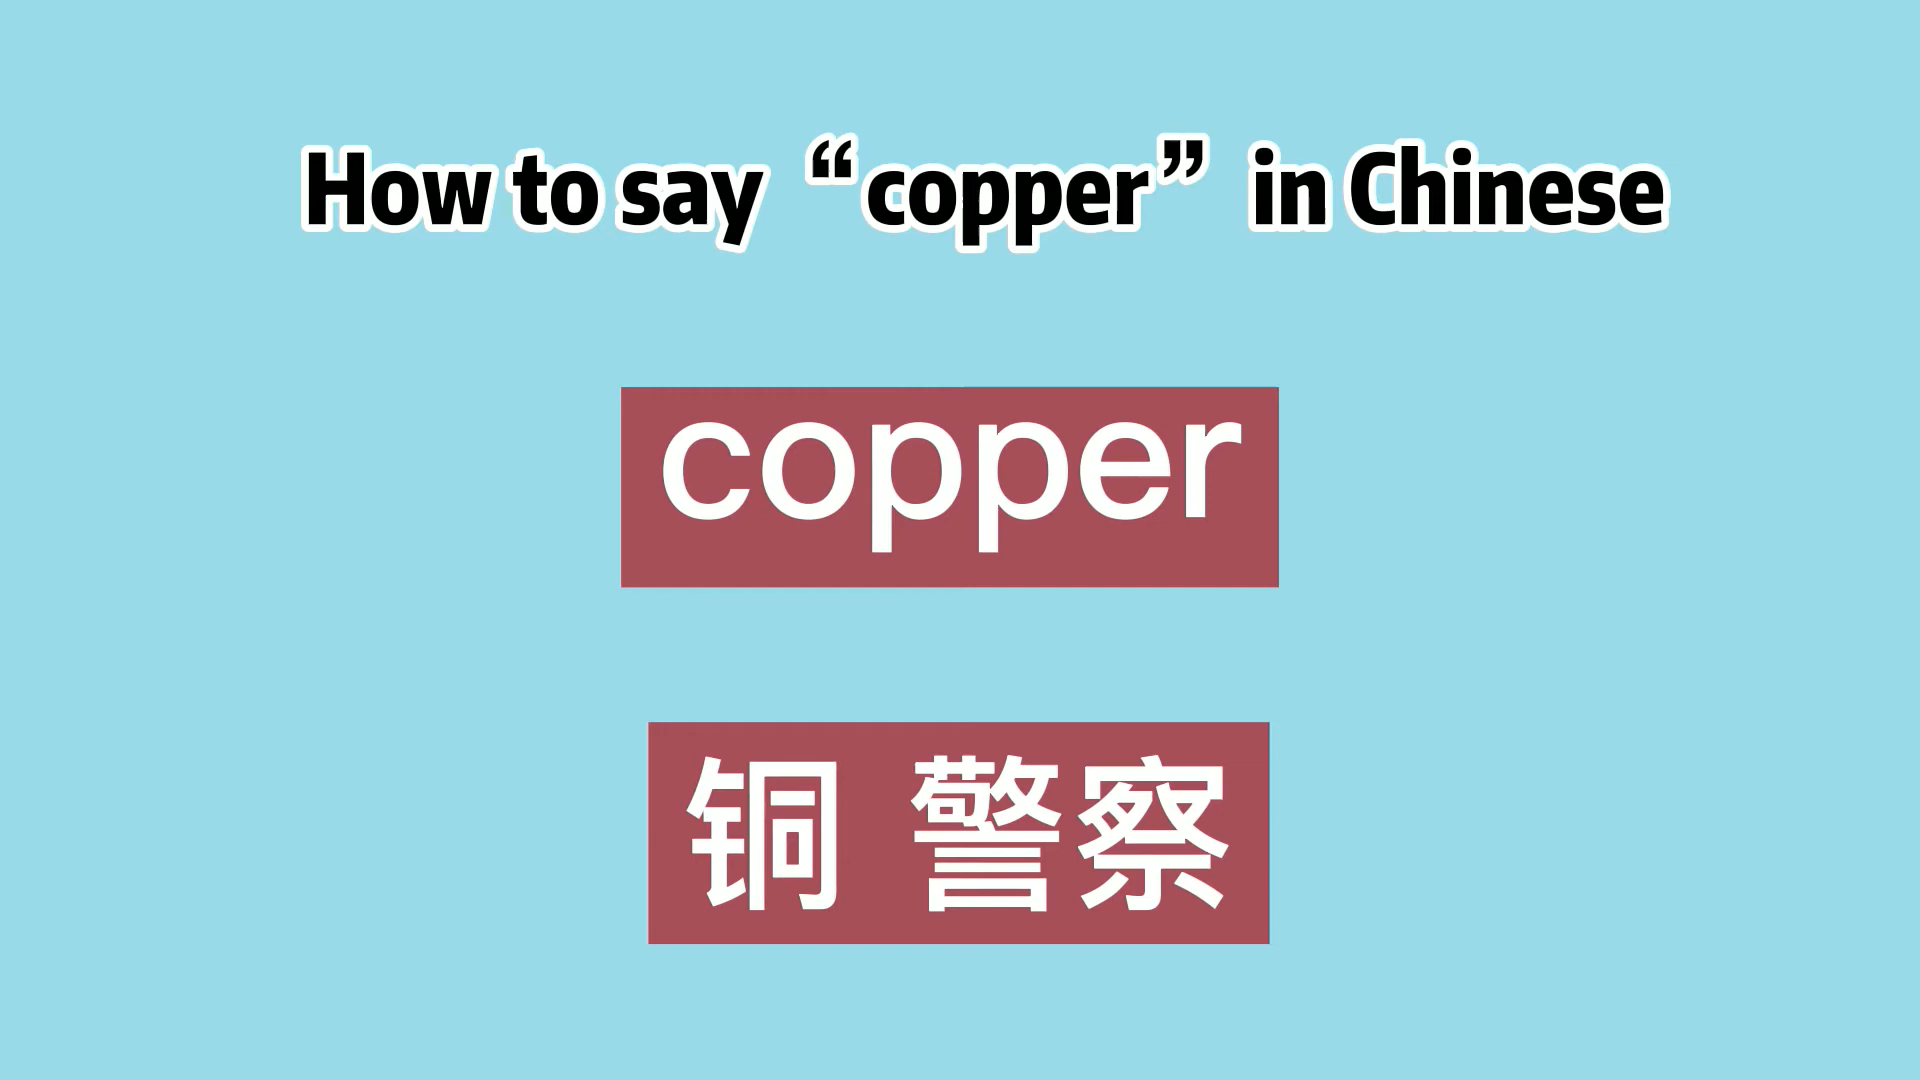 How to say “copper” in Chinese
copper
铜 警察